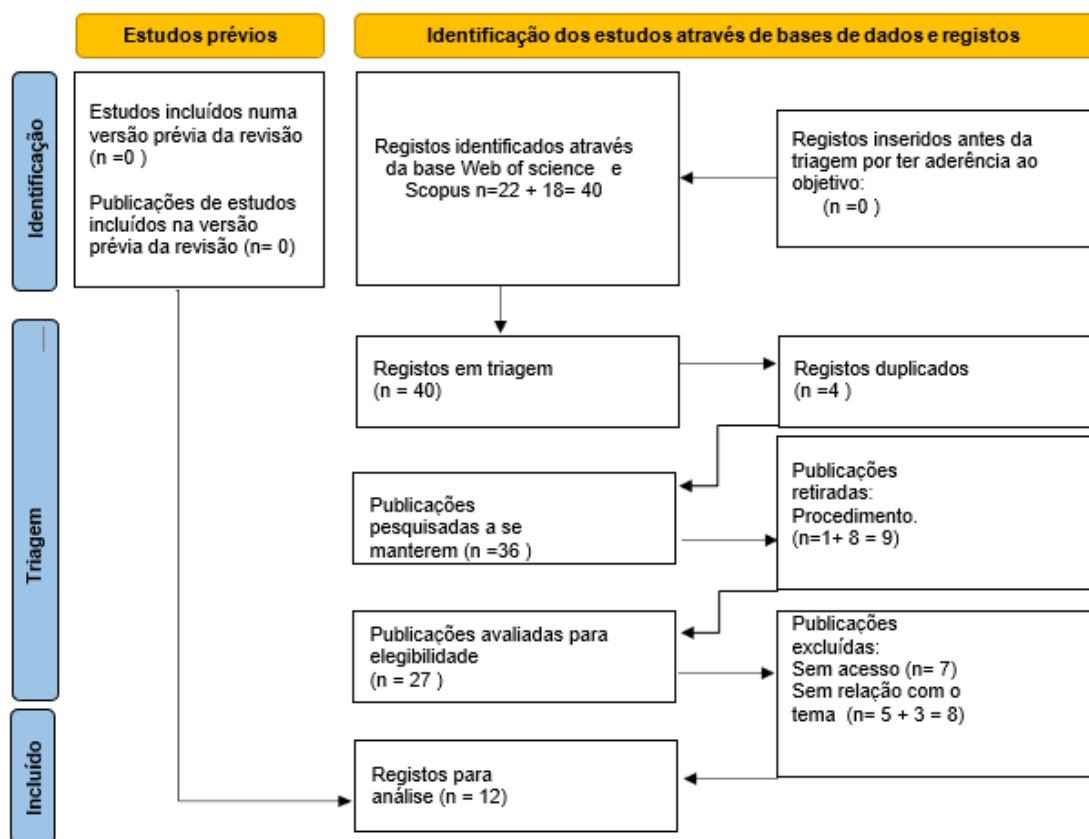 Estudos prévios
Identificação dos estudos através de bases de dados e registos
Identificação
Estudos incluídos numa
versão prévia da revisão
(n =0 )
Publicações de estudos
incluídos na versão
prévia da revisão (n= 0)
Registos identificados através
da base Web of science e
Scopus n=22 + 18= 40
Registos inseridos antes da
triagem por ter aderência ao
objetivo:
(n =0 )
Triagem
Registos em triagem
(n = 40)
Registos duplicados
(n =4 )
Publicações
pesquisadas a se
manterem (n =36 )
Publicações
retiradas:
Procedimento.
(n=1+ 8 = 9)
Publicações avaliadas para
elegibilidade
(n = 27 )
Publicações
excluídas:
Sem acesso (n= 7)
Sem relação com o
tema (n= 5 + 3 = 8)
Incluído
Registos para
análise (n = 12)